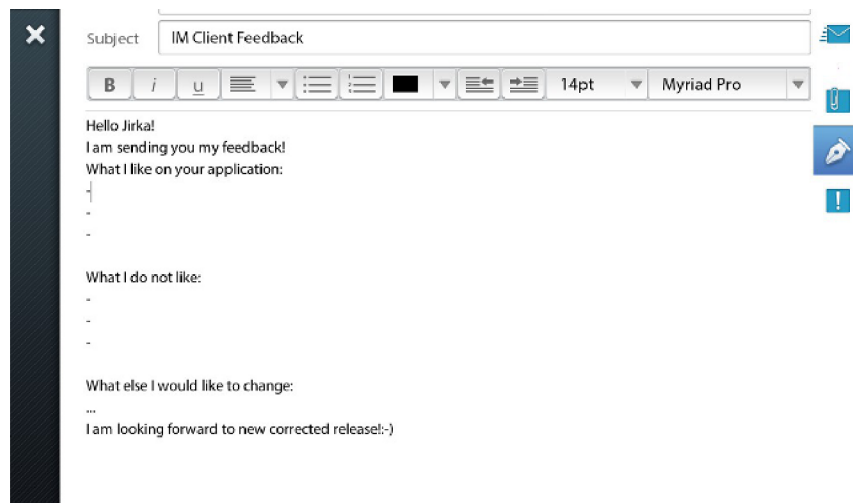 Subject IM Client Feedback
B i u 14pt Myriad Pro
Hello Jirka!
I am sending you my feedback!
What I like on your application:
-
-
-
What I do not like:
-
-
-
What else I would like to change:
...
I am looking forward to new corrected release!:-)